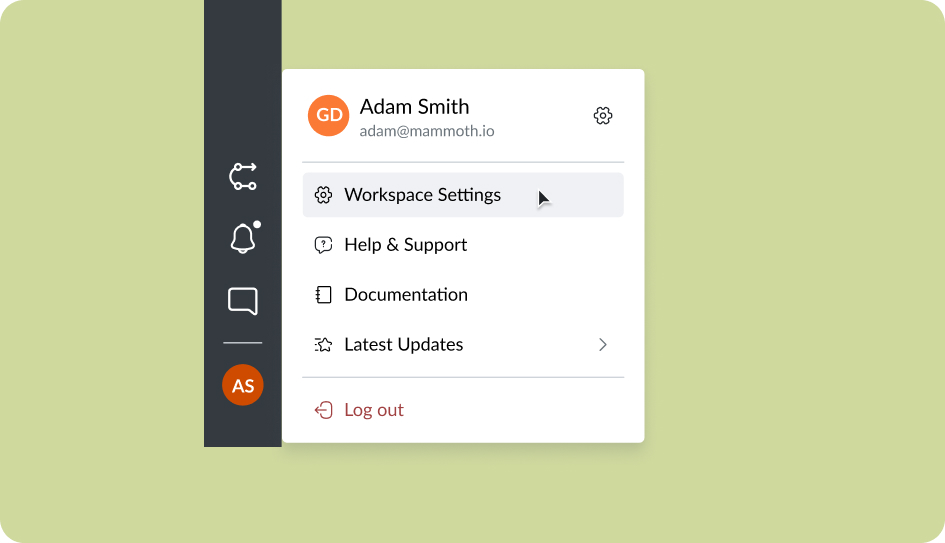 GD
Adam Smith
adam@mammoth.io
Workspace Settings
Help & Support
Documentation
Latest Updates
AS
Log out